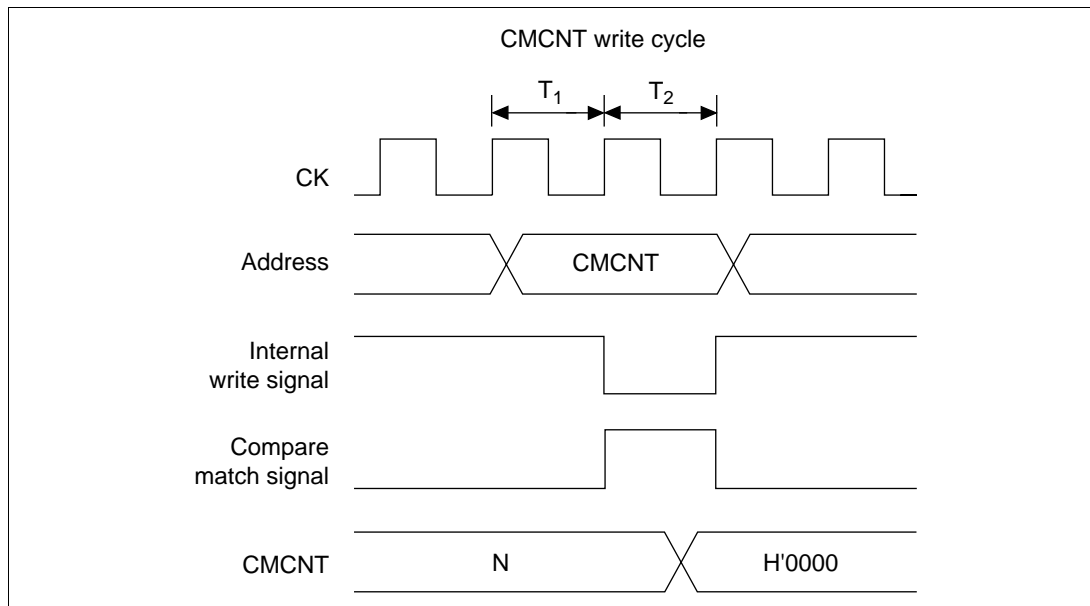 CMCNT write cycle
T1 T2
CK
Address CMCNT
Internal
write signal
Compare
match signal
CMCNT N H'0000